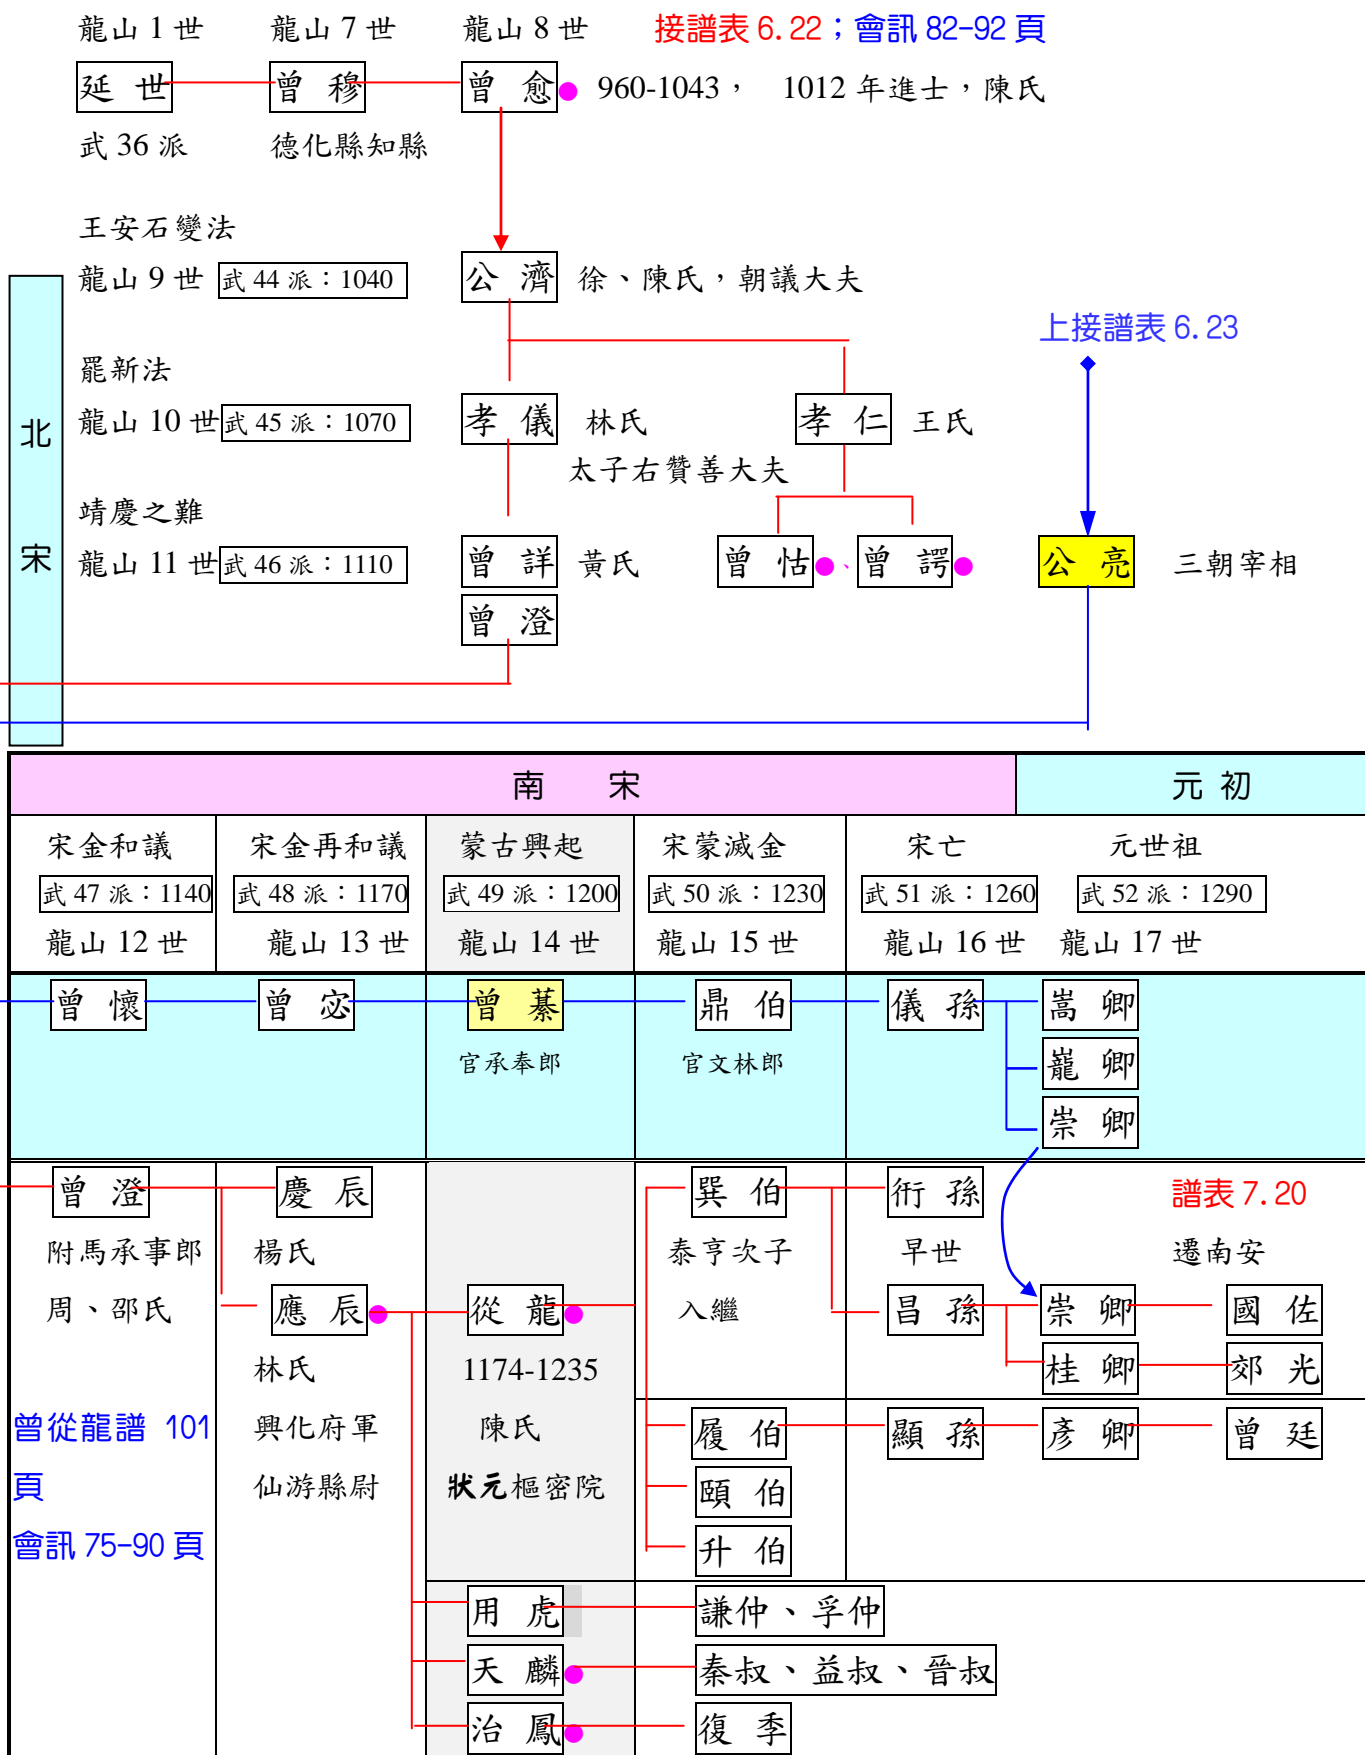 龍山 1 世 龍山 7 世 龍山 8 世 接譜表 6.22；會訊 82-92 頁
延 世 曾 穆 曾 愈 960-1043， 1012 年進士，陳氏
武 36 派 德化縣知縣
王安石變法
龍山 9 世 武 44 派：1040 公 濟 徐、陳氏，朝議大夫
上接譜表 6.23
罷新法
龍山 10 世 武 45 派：1070 孝 儀 林氏 孝 仁 王氏
太子右贊善大夫
靖慶之難
龍山 11 世 武 46 派：1110 曾 詳 黃氏 曾 怙、曾 諤 公 亮 三朝宰相
曾 澄
北
宋
南 宋 元 初
宋金和議 宋金再和議 蒙古興起 宋蒙滅金 宋亡 元世祖
武 47 派：1140 武 48 派：1170 武 49 派：1200 武 50 派：1230 武 51 派：1260 武 52 派：1290
龍山 12 世 龍山 13 世 龍山 14 世 龍山 15 世 龍山 16 世 龍山 17 世
曾 懷 曾 宓 曾 綦 鼎 伯 儀 孫 嵩 卿
官承奉郎 官文林郎 巃 卿
崇 卿
曾 澄 慶 辰 巽 伯 衎 孫 譜表 7.20
附馬承事郎 楊氏 泰亨次子 早世 遷南安
周、邵氏 應 辰 從 龍 入繼 昌 孫 崇 卿 國 佐
林氏 1174-1235 桂 卿 郊 光
曾從龍譜 101 興化府軍 陳氏 履 伯 顯 孫 彥 卿 曾 廷
頁 仙游縣尉 狀元樞密院 頤 伯
會訊 75-90 頁 升 伯
用 虎 謙仲、孚仲
天 麟 秦叔、益叔、晉叔
治 鳳 復 季